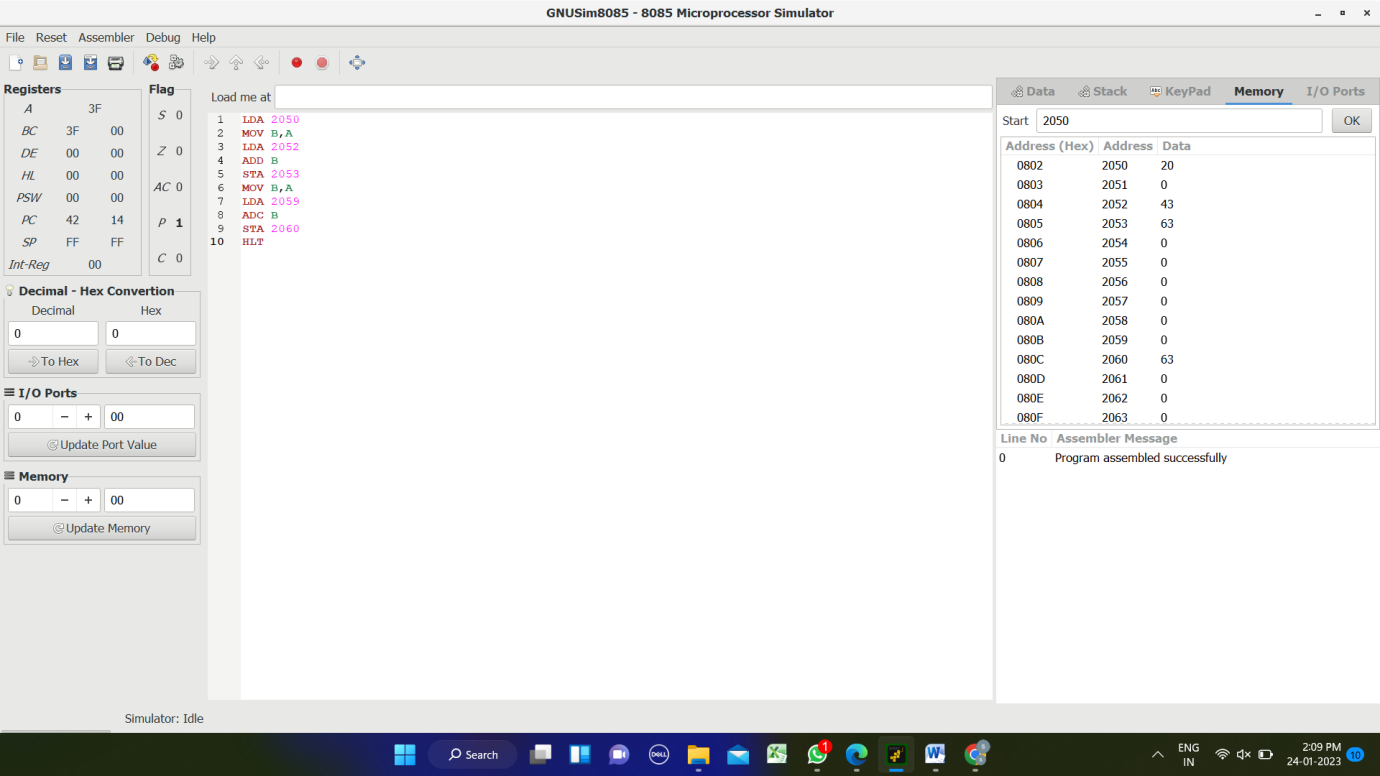 GNUSim8085 - 8085 Microprocessor Simulator
File Reset Assembler Debug Help
Registers
A 3F
BC 3F 00
DE 00 00
HL 00 00
PSW 00 00
PC 42 14
SP FF FF
Int-Reg 00
Flag
S 0
Z 0
AC 0
P 1
C 0
Decimal - Hex Convertion
Decimal Hex
0 0
To Hex To Dec
I/O Ports
0 − + 00
Update Port Value
Memory
0 − + 00
Update Memory
Load me at
1 LDA 2050
2 MOV B,A
3 LDA 2052
4 ADD B
5 STA 2053
6 MOV B,A
7 LDA 2059
8 ADC B
9 STA 2060
10 HLT
Data Stack KeyPad Memory I/O Ports
Start 2050 OK
Address (Hex) Address Data
0802 2050 20
0803 2051 0
0804 2052 43
0805 2053 63
0806 2054 0
0807 2055 0
0808 2056 0
0809 2057 0
080A 2058 0
080B 2059 0
080C 2060 63
080D 2061 0
080E 2062 0
080F 2063 0
Line No Assembler Message
0 Program assembled successfully
Simulator: Idle
Search
DELL
1
ENG
IN
2:09 PM
24-01-2023
10